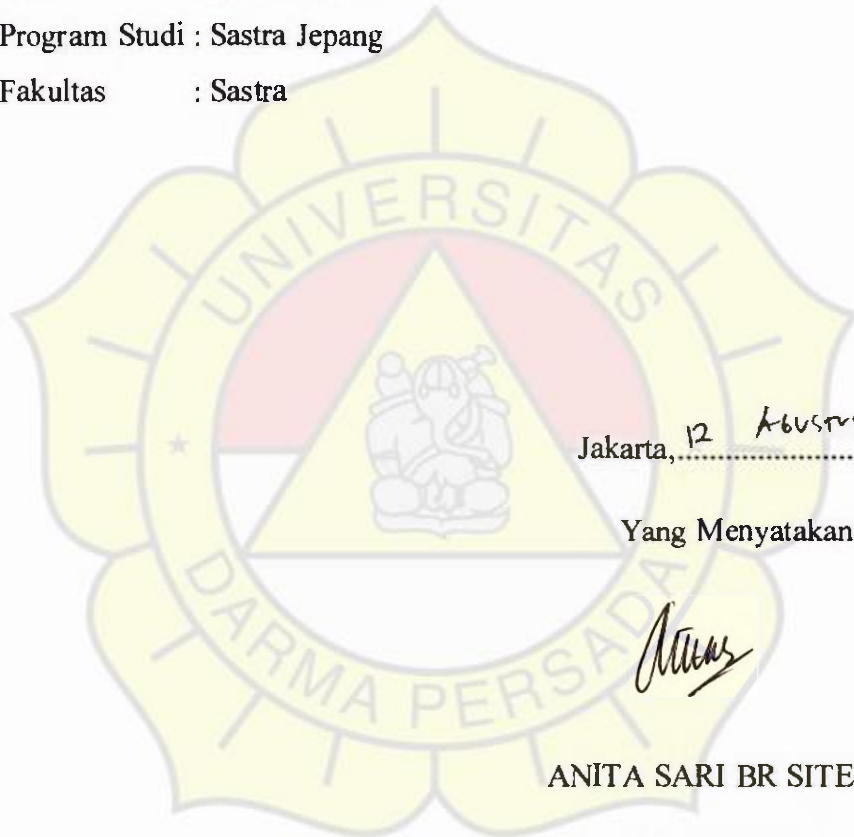 Program Studi : Sastra Jepang
Fakultas : Sastra
UNIVERSITAS
Jakarta, 12
Yang Menyatakan
DARMA PERSADA
ANITA SARI BR SITE